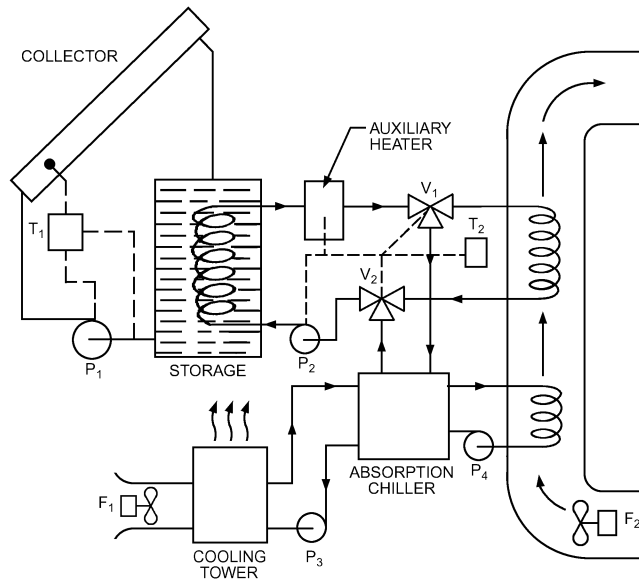 COLLECTOR
AUXILIARY
HEATER
V1
T1
T2
V2
P1
STORAGE
P2
ABSORPTION
CHILLER
P4
F1
F2
COOLING
TOWER
P3